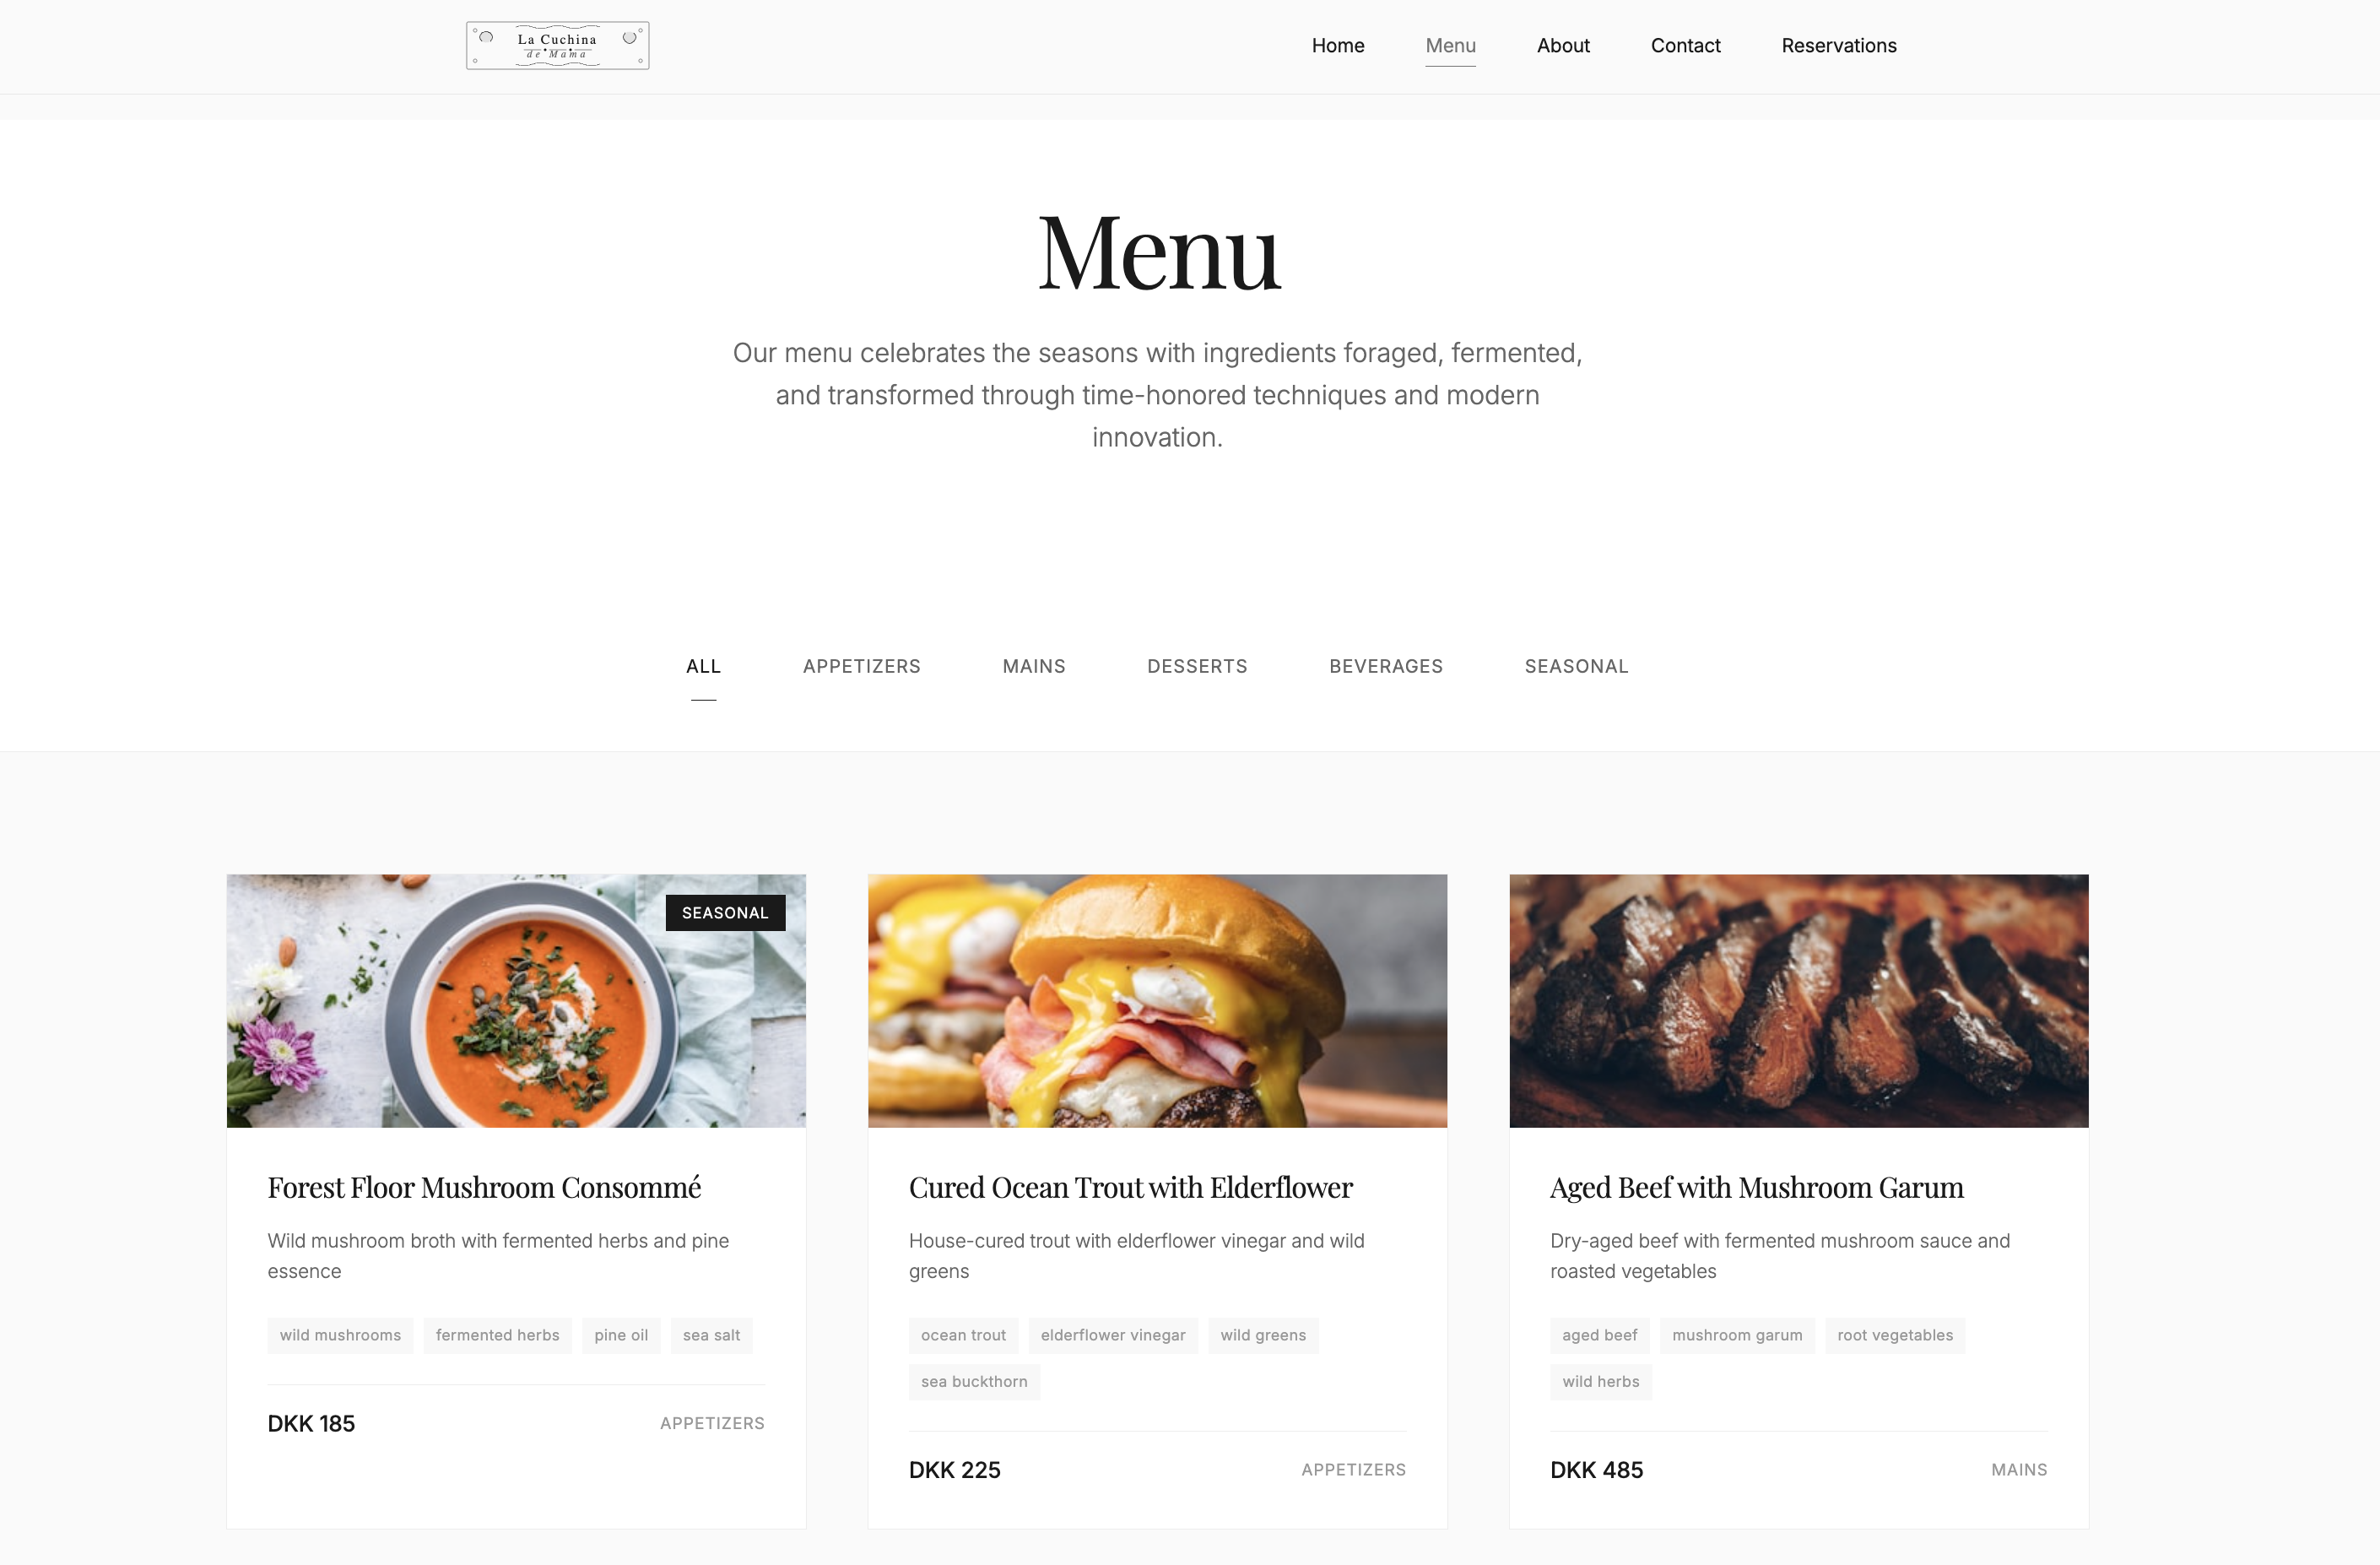 La Cuchina
de Mama
Home Menu About Contact Reservations
Menu
Our menu celebrates the seasons with ingredients foraged, fermented,
and transformed through time-honored techniques and modern
innovation.
ALL APPETIZERS MAINS DESSERTS BEVERAGES SEASONAL
SEASONAL
Forest Floor Mushroom Consommé
Wild mushroom broth with fermented herbs and pine
essence
wild mushrooms fermented herbs pine oil sea salt
DKK 185 APPETIZERS
Cured Ocean Trout with Elderflower
House-cured trout with elderflower vinegar and wild
greens
ocean trout elderflower vinegar wild greens
sea buckthorn
DKK 225 APPETIZERS
Aged Beef with Mushroom Garum
Dry-aged beef with fermented mushroom sauce and
roasted vegetables
aged beef mushroom garum root vegetables
wild herbs
DKK 485 MAINS